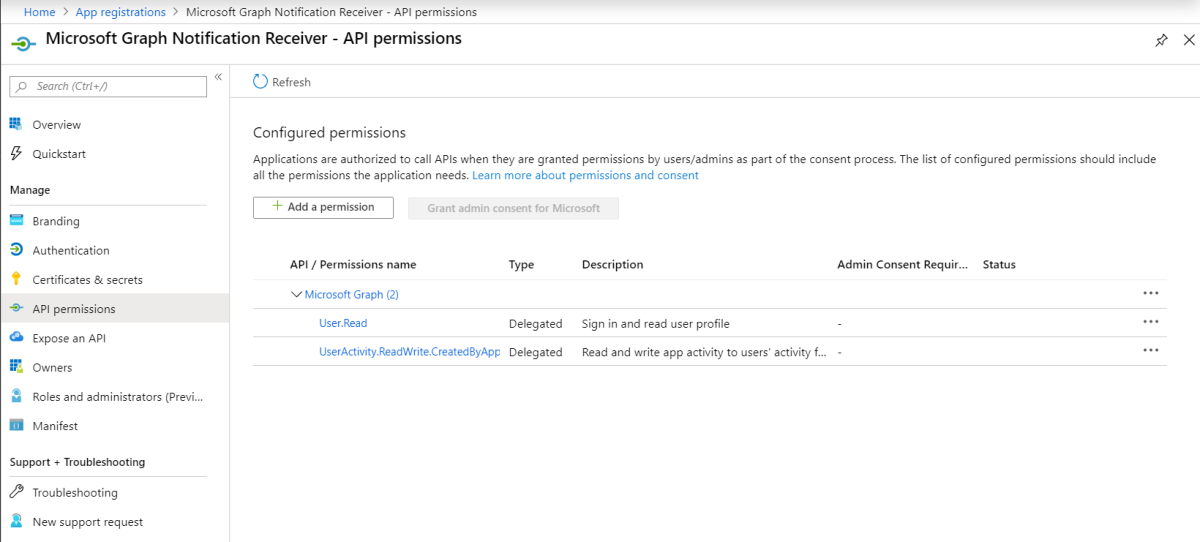 Home > App registrations > Microsoft Graph Notification Receiver - API permissions
Microsoft Graph Notification Receiver - API permissions
Search (Ctrl+/)
«
Overview
Quickstart
Manage
Branding
Authentication
Certificates & secrets
API permissions
Expose an API
Owners
Roles and administrators (Previ...
Manifest
Support + Troubleshooting
Troubleshooting
New support request
Refresh
Configured permissions
Applications are authorized to call APIs when they are granted permissions by users/admins as part of the consent process. The list of configured permissions should include
all the permissions the application needs. Learn more about permissions and consent
+ Add a permission
Grant admin consent for Microsoft
API / Permissions name Type Description Admin Consent Requir... Status
Microsoft Graph (2) ...
User.Read Delegated Sign in and read user profile - ...
UserActivity.ReadWrite.CreatedByApp Delegated Read and write app activity to users' activity f... - ...